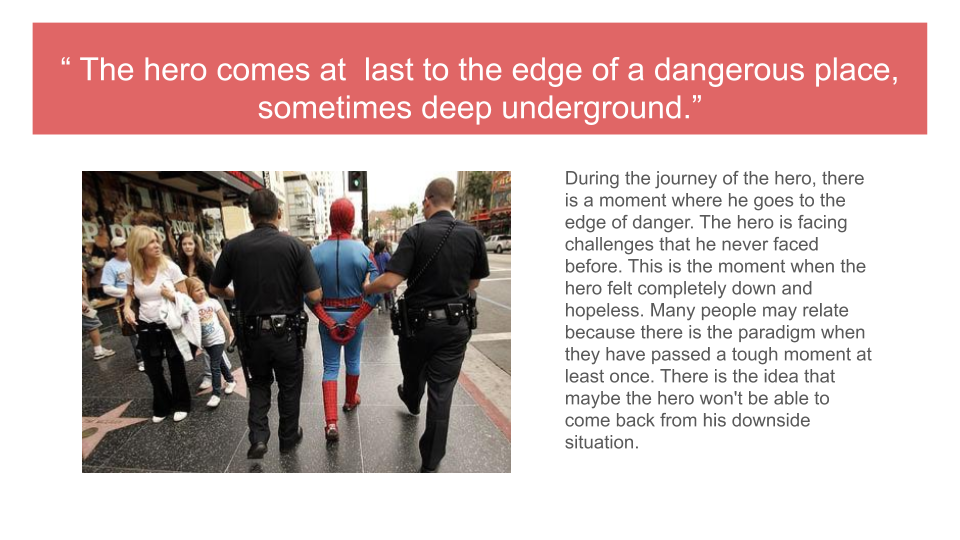 “ The hero comes at  last to the edge of a dangerous place,
sometimes deep underground.”
During the journey of the hero, there
is a moment where he goes to the
edge of danger. The hero is facing
challenges that he never faced
before. This is the moment when the
hero felt completely down and
hopeless. Many people may relate
because there is the paradigm when
they have passed a tough moment at
least once. There is the idea that
maybe the hero won't be able to
come back from his downside
situation.